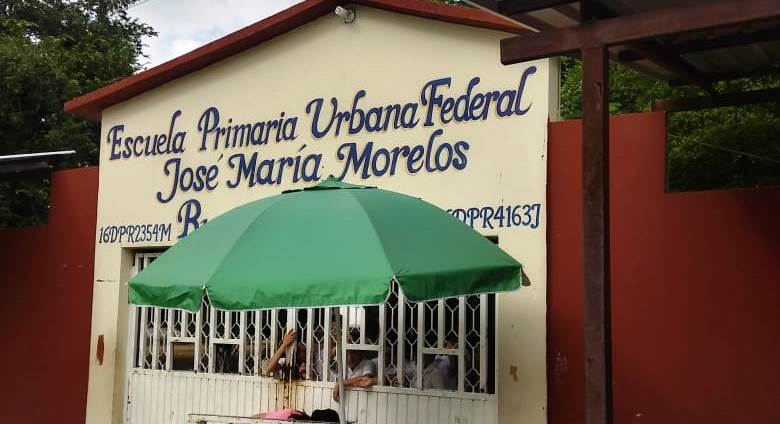 Escuela Primaria Urbana Federal
José María Morelos
16DPR2354M
DPR4163J